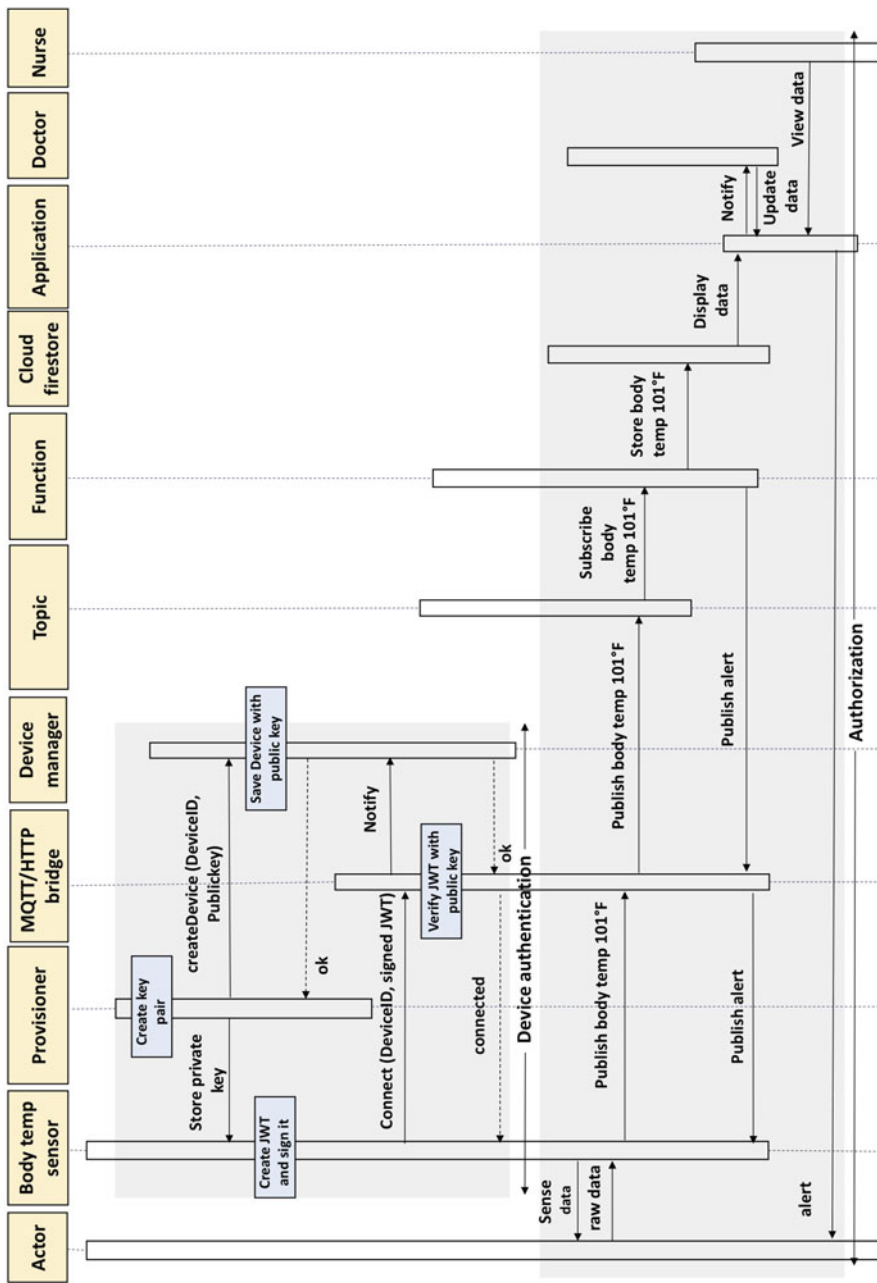 Actor
Body temp
sensor
Provisioner
MQTT/HTTP
bridge
Device
manager
Topic
Function
Cloud
firestore
Application
Doctor
Nurse
Create key
pair
Store private
key
createDevice (DeviceID,
Publickey)
Save Device with
public key
Create JWT
and sign it
ok
Connect (DeviceID, signed JWT)
Notify
Verify JWT with
public key
ok
connected
Device authentication
Sense
data
raw data
Publish body temp 101°F
Publish body temp 101°F
Subscribe
body
temp 101°F
Store body
temp 101°F
Display
data
Notify
Update
data
Publish alert
Publish alert
View data
alert
Authorization